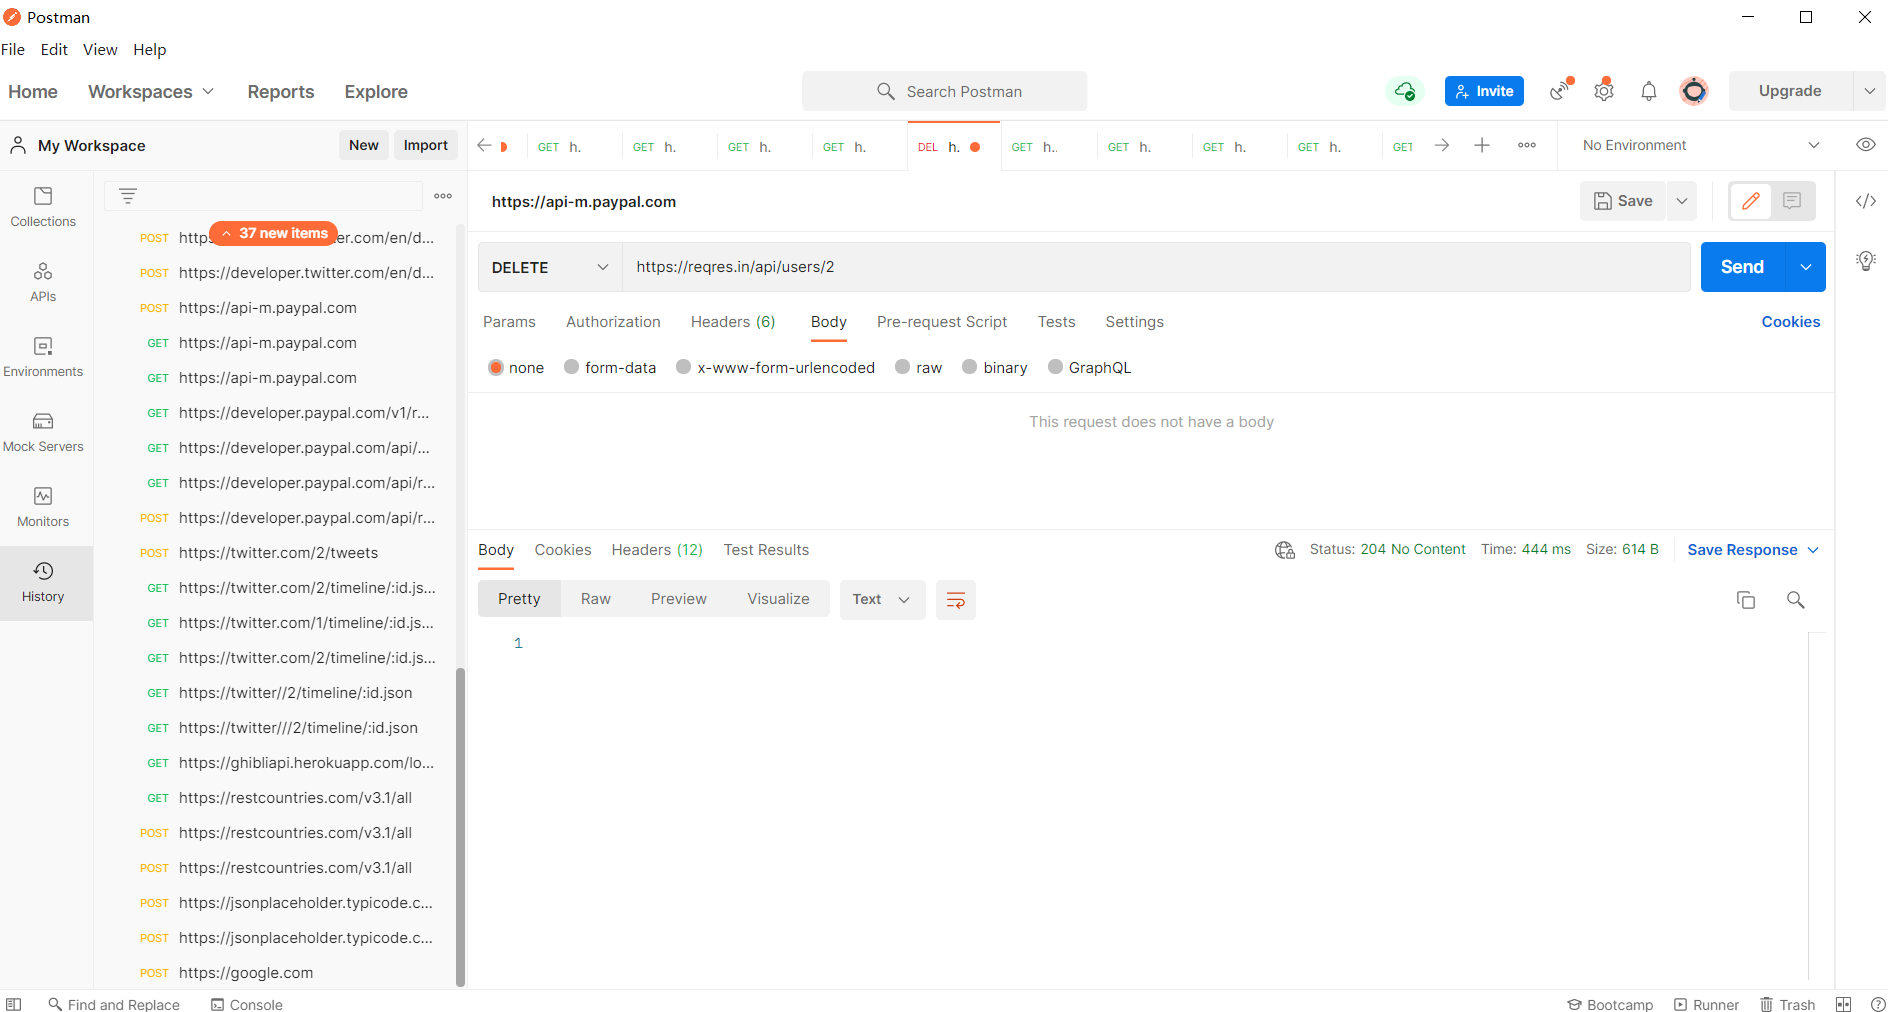 Postman
File Edit View Help
Home Workspaces Reports Explore Search Postman Invite Upgrade
My Workspace New Import GET h. GET h. GET h. GET h. DEL h. GET h.. GET h. GET h. GET h. GET No Environment
Collections
APIs
Environments
Mock Servers
Monitors
History
37 new items
POST https er.com/en/d...
POST https://developer.twitter.com/en/d...
POST https://api-m.paypal.com
GET https://api-m.paypal.com
GET https://api-m.paypal.com
GET https://developer.paypal.com/v1/r...
GET https://developer.paypal.com/api/...
GET https://developer.paypal.com/api/r...
POST https://developer.paypal.com/api/r...
POST https://twitter.com/2/tweets
GET https://twitter.com/2/timeline/:id.js...
GET https://twitter.com/1/timeline/:id.js...
GET https://twitter.com/2/timeline/:id.js...
GET https://twitter//2/timeline/:id.json
GET https://twitter///2/timeline/:id.json
GET https://ghibliapi.herokuapp.com/lo...
GET https://restcountries.com/v3.1/all
POST https://restcountries.com/v3.1/all
POST https://restcountries.com/v3.1/all
POST https://jsonplaceholder.typicode.c...
POST https://jsonplaceholder.typicode.c...
POST https://google.com
https://api-m.paypal.com Save
DELETE https://reqres.in/api/users/2 Send
Params Authorization Headers (6) Body Pre-request Script Tests Settings Cookies
none form-data x-www-form-urlencoded raw binary GraphQL
This request does not have a body
Body Cookies Headers (12) Test Results Status: 204 No Content Time: 444 ms Size: 614 B Save Response
Pretty Raw Preview Visualize Text
1
Find and Replace Console Bootcamp Runner Trash